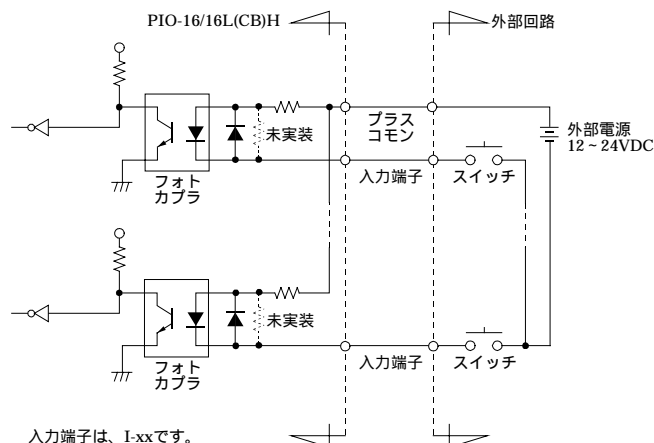 PIO-16/16L(CB)H
外部回路
プラス
コモン
外部電源
12～24VDC
未実装
入力端子
スイッチ
フォト
カプラ
未実装
入力端子
スイッチ
フォト
カプラ
入力端子は、I-xxです。